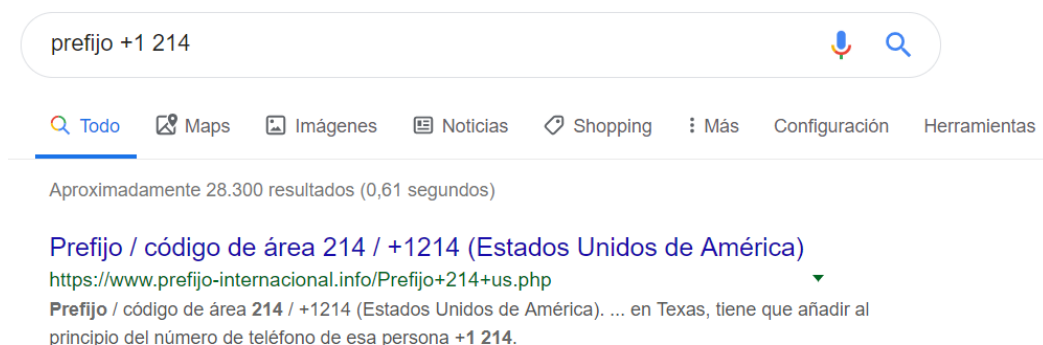 prefijo +1 214
Todo Maps Imágenes Noticias Shopping Más Configuración Herramientas
Aproximadamente 28.300 resultados (0,61 segundos)
Prefijo / código de área 214 / +1214 (Estados Unidos de América)
https://www.prefijo-internacional.info/Prefijo+214+us.php
Prefijo / código de área 214 / +1214 (Estados Unidos de América). ... en Texas, tiene que añadir al
principio del número de teléfono de esa persona +1 214.